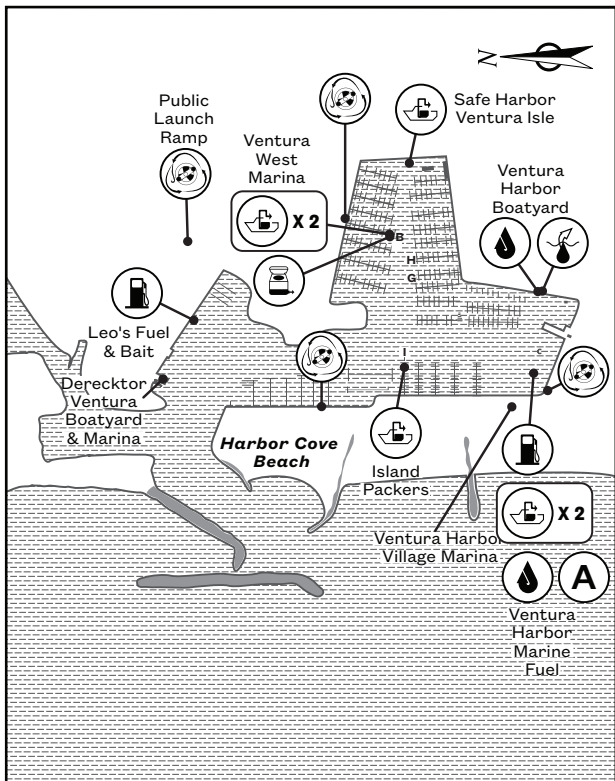 N
Public
Launch
Ramp
Safe Harbor
Ventura Isle
Ventura
West
Marina
X 2
Ventura
Harbor
Boatyard
B
H
G
Leo's Fuel
& Bait
I
c
Derecktor
Ventura
Boatyard
& Marina
Harbor Cove
Beach
Island
Packers
X 2
Ventura Harbor
Village Marina
A
Ventura
Harbor
Marine
Fuel